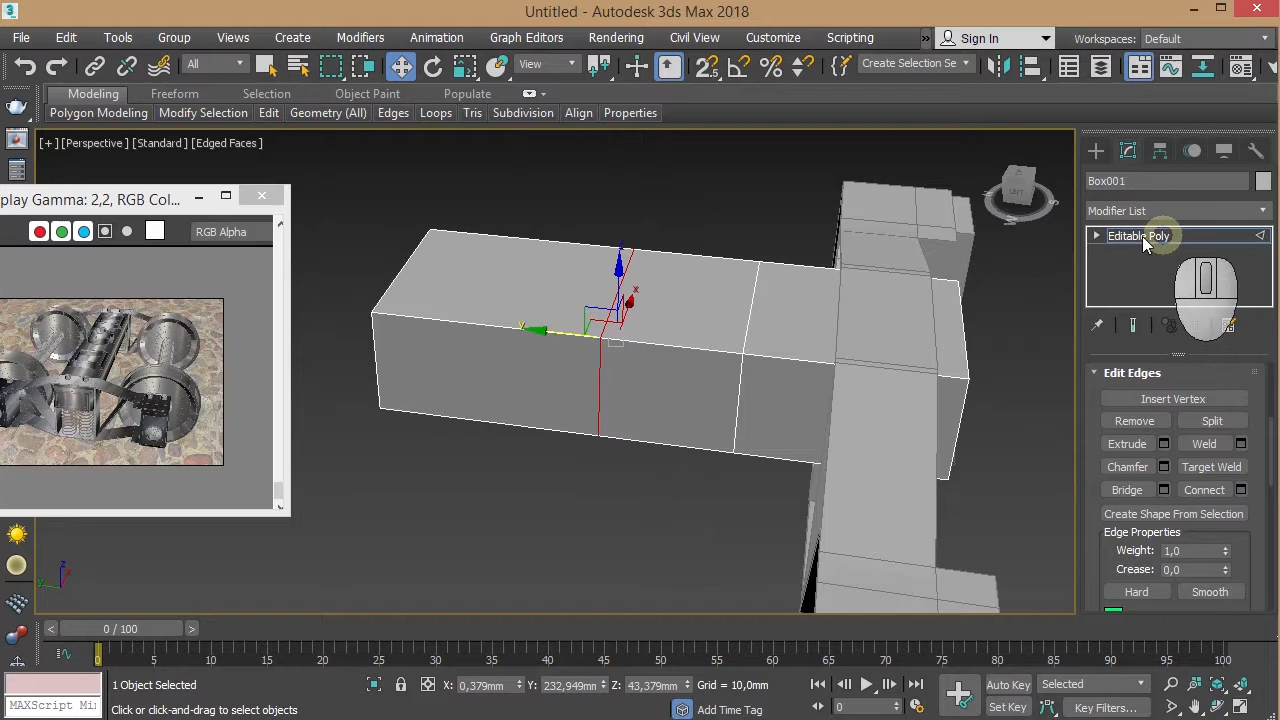 Untitled - Autodesk 3ds Max 2018
File Edit Tools Group Views Create Modifiers Animation Graph Editors Rendering Civil View Customize Scripting » Sign In Workspaces: Default
All View Create Selection Se
Modeling Freeform Selection Object Paint Populate
Polygon Modeling Modify Selection Edit Geometry (All) Edges Loops Tris Subdivision Align Properties
[+] [Perspective ] [Standard ] [Edged Faces ]
play Gamma: 2,2, RGB Col...
RGB Alpha
LEFT
Box001
Modifier List
Editable Poly
Edit Edges
Insert Vertex
Remove Split
Extrude Weld
Chamfer Target Weld
Bridge Connect
Create Shape From Selection
Edge Properties
Weight: 1,0
Crease: 0,0
Hard Smooth
x
y
z
x
y
< 0 / 100 >
0 5 10 15 20 25 30 35 40 45 50 55 60 65 70 75 80 85 90 95 100
1 Object Selected X: 0,379mm Y: 232,949mm Z: 43,379mm Grid = 10,0mm Auto Key Selected
MAXScript Mi Click or click-and-drag to select objects Add Time Tag 0 Set Key Key Filters...